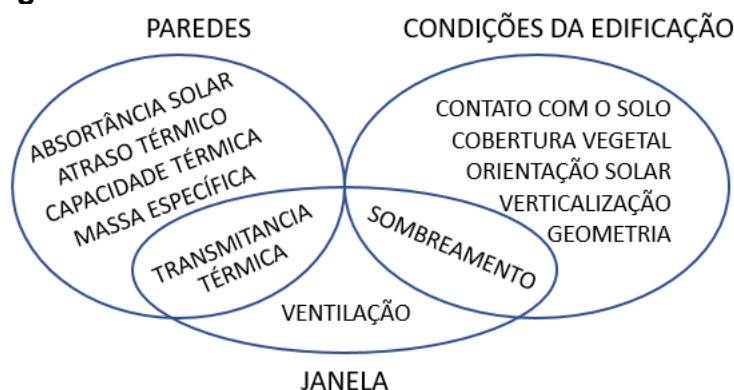 PAREDES
CONDIÇÕES DA EDIFICAÇÃO
ABSORTÂNCIA SOLAR
ATRASO TÉRMICO
CAPACIDADE TÉRMICA
MASSA ESPECÍFICA
CONTATO COM O SOLO
COBERTURA VEGETAL
ORIENTAÇÃO SOLAR
VERTICALIZAÇÃO
GEOMETRIA
TRANSMITANCIA
TÉRMICA
SOMBREAMENTO
VENTILAÇÃO
JANELA